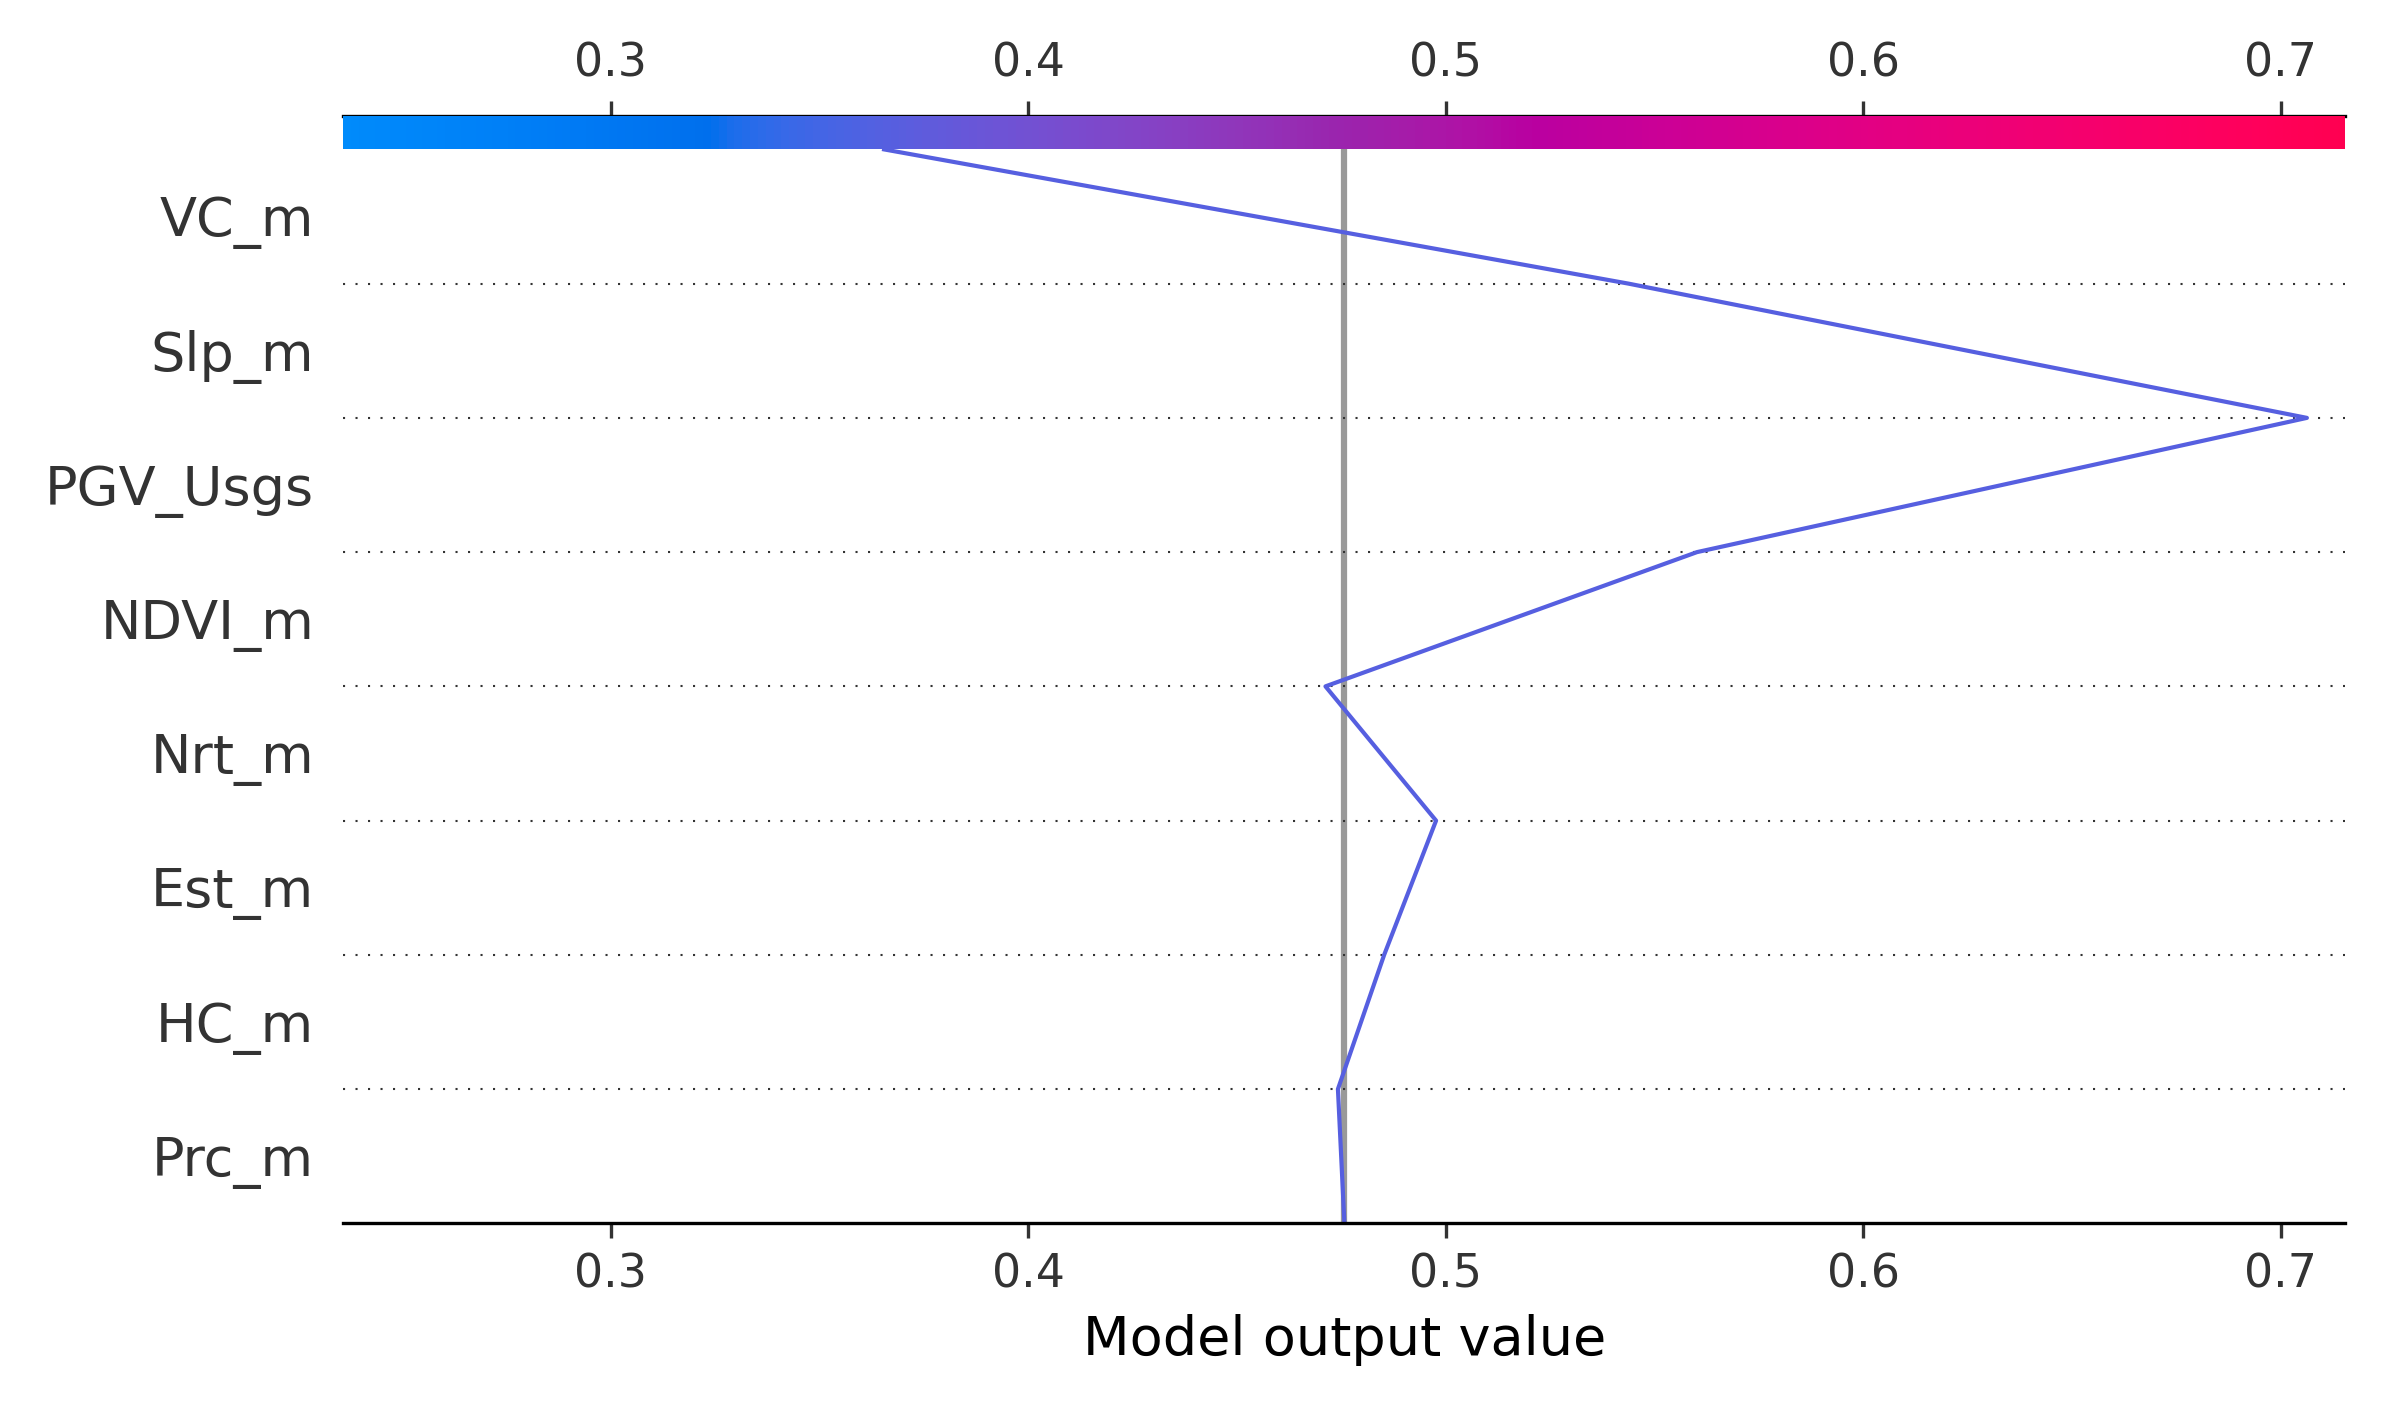 0.3 0.4 0.5 0.6 0.7
VC_m
Slp_m
PGV_Usgs
NDVI_m
Nrt_m
Est_m
HC_m
Prc_m
0.3 0.4 0.5 0.6 0.7
Model output value